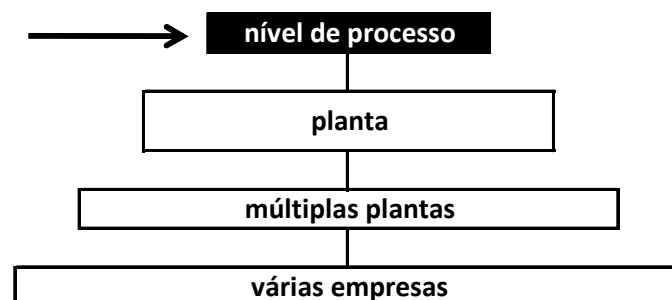 nível de processo
planta
múltiplas plantas
várias empresas